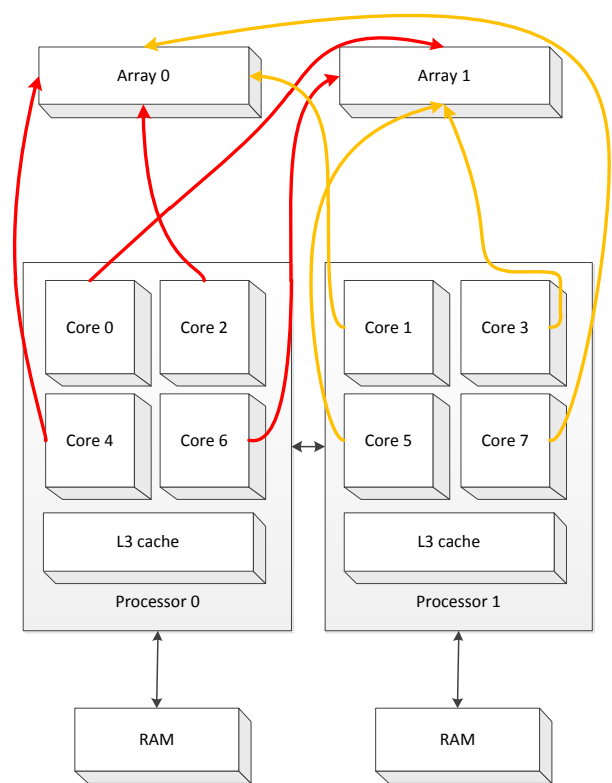 Array 0
Array 1
Core 0
Core 2
Core 1
Core 3
Core 4
Core 6
Core 5
Core 7
L3 cache
L3 cache
Processor 0
Processor 1
RAM
RAM